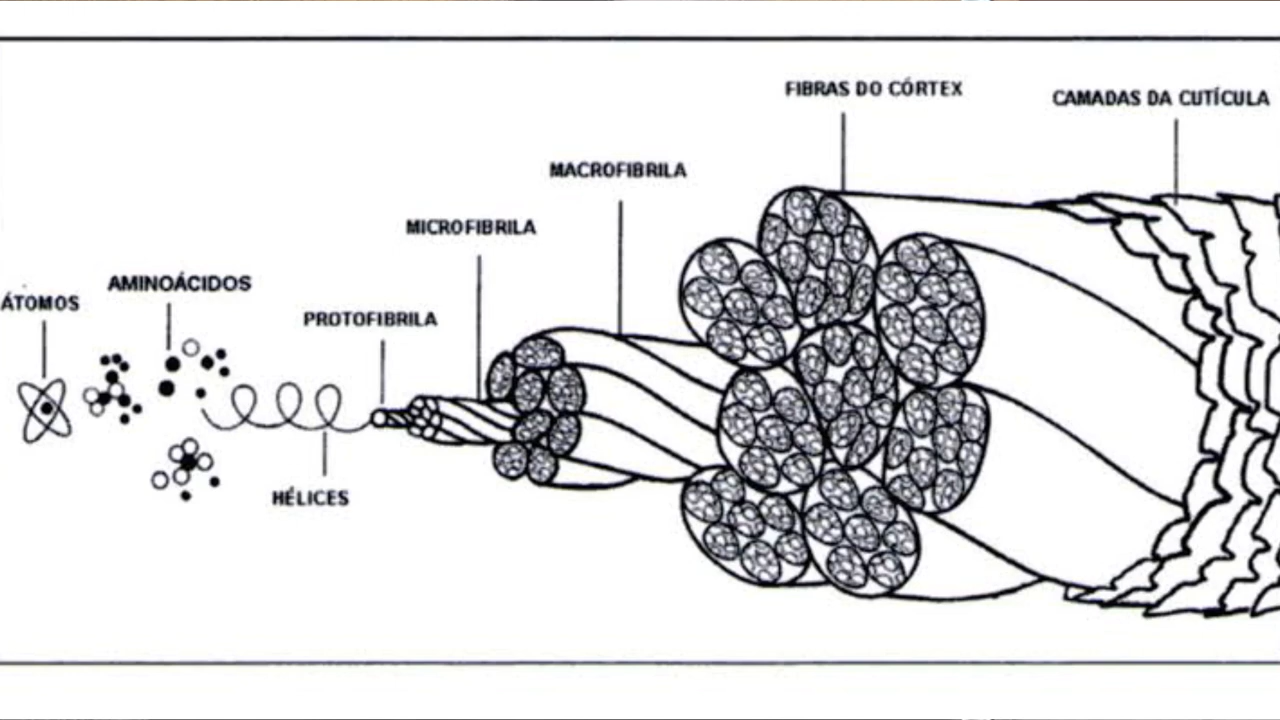 FIBRAS DO CÓRTEX
CAMADAS DA CUTÍCULA
MACROFIBRILA
MICROFIBRILA
AMINOÁCIDOS
ÁTOMOS
PROTOFIBRILA
HÉLICES